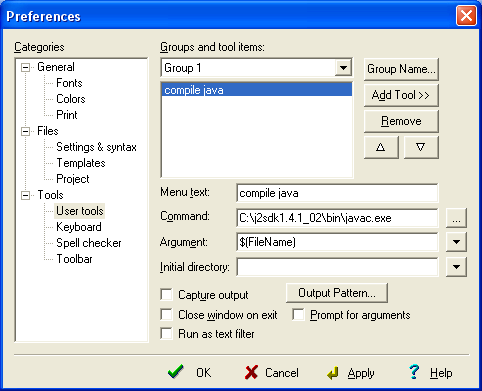 Preferences
Categories
General
Fonts
Colors
Print
Files
Settings & syntax
Templates
Project
Tools
User tools
Keyboard
Spell checker
Toolbar
Groups and tool items:
Group 1
Group Name...
compile java
Add Tool >>
Remove
Menu text: compile java
Command: C:\j2sdk1.4.1_02\bin\javac.exe ...
Argument: $(FileName)
Initial directory:
Capture output Output Pattern...
Close window on exit Prompt for arguments
Run as text filter
OK Cancel Apply ? Help